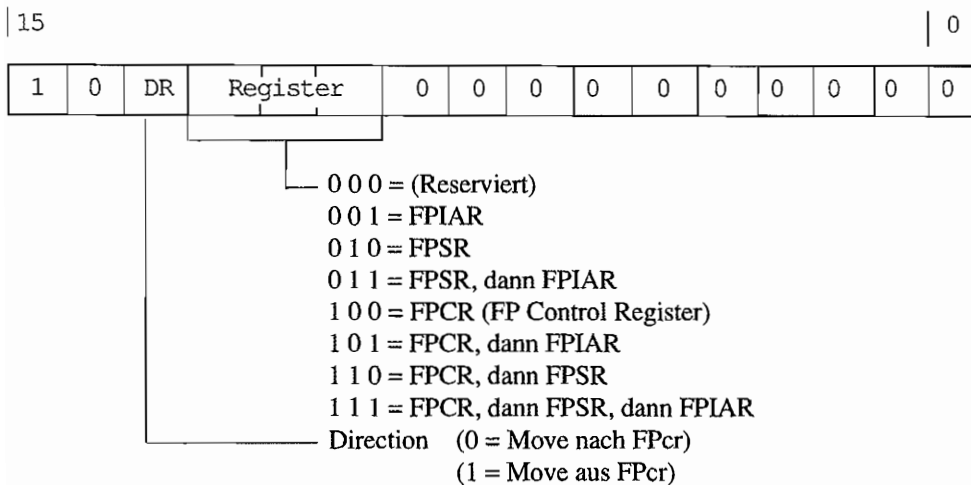 |15 | 0
1 0 DR Register 0 0 0 0 0 0 0 0 0 0
0 0 0 = (Reserviert)
0 0 1 = FPIAR
0 1 0 = FPSR
0 1 1 = FPSR, dann FPIAR
1 0 0 = FPCR (FP Control Register)
1 0 1 = FPCR, dann FPIAR
1 1 0 = FPCR, dann FPSR
1 1 1 = FPCR, dann FPSR, dann FPIAR
Direction (0 = Move nach FPcr)
(1 = Move aus FPcr)